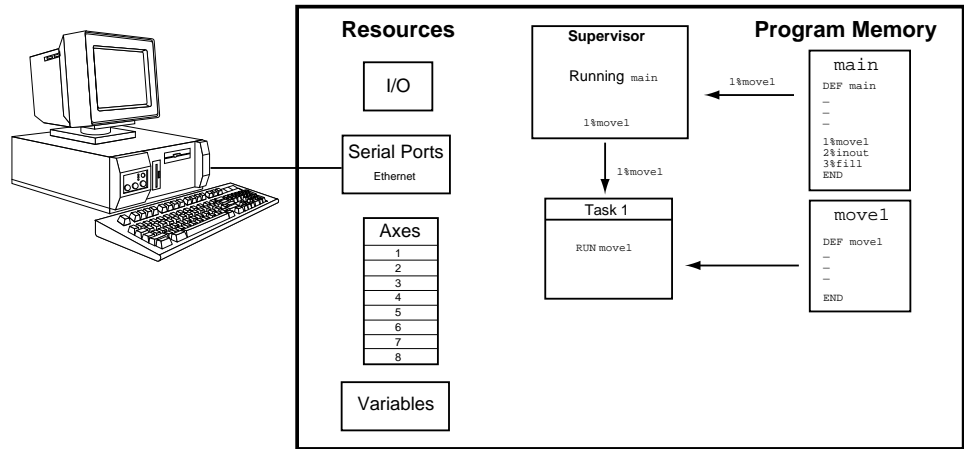 Resources
I/O
Serial Ports
Ethernet
Axes
1
2
3
4
5
6
7
8
Variables
Supervisor
Running main
1%move1
1%move1
Task 1
RUN move1
1%move1
Program Memory
main
DEF main
–
–
–
1%move1
2%inout
3%fill
END
move1
DEF move1
–
–
–
END